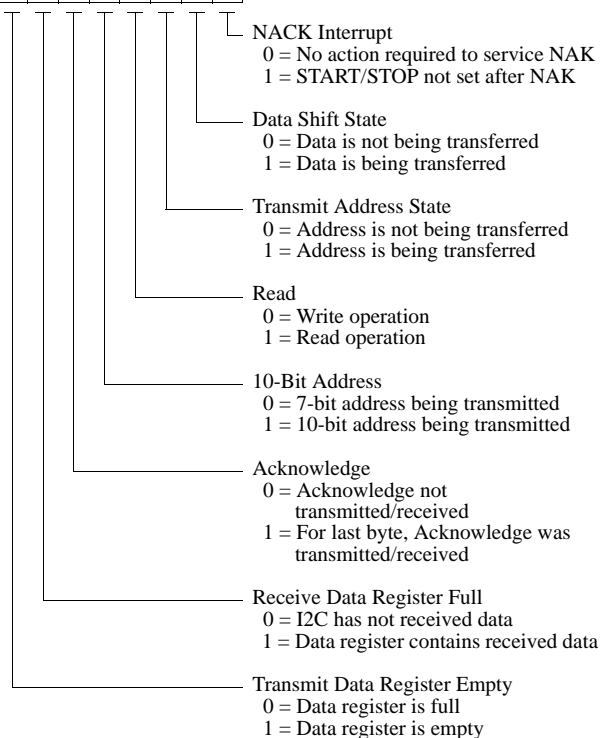 NACK Interrupt
0 = No action required to service NAK
1 = START/STOP not set after NAK
Data Shift State
0 = Data is not being transferred
1 = Data is being transferred
Transmit Address State
0 = Address is not being transferred
1 = Address is being transferred
Read
0 = Write operation
1 = Read operation
10-Bit Address
0 = 7-bit address being transmitted
1 = 10-bit address being transmitted
Acknowledge
0 = Acknowledge not
transmitted/received
1 = For last byte, Acknowledge was
transmitted/received
Receive Data Register Full
0 = I2C has not received data
1 = Data register contains received data
Transmit Data Register Empty
0 = Data register is full
1 = Data register is empty